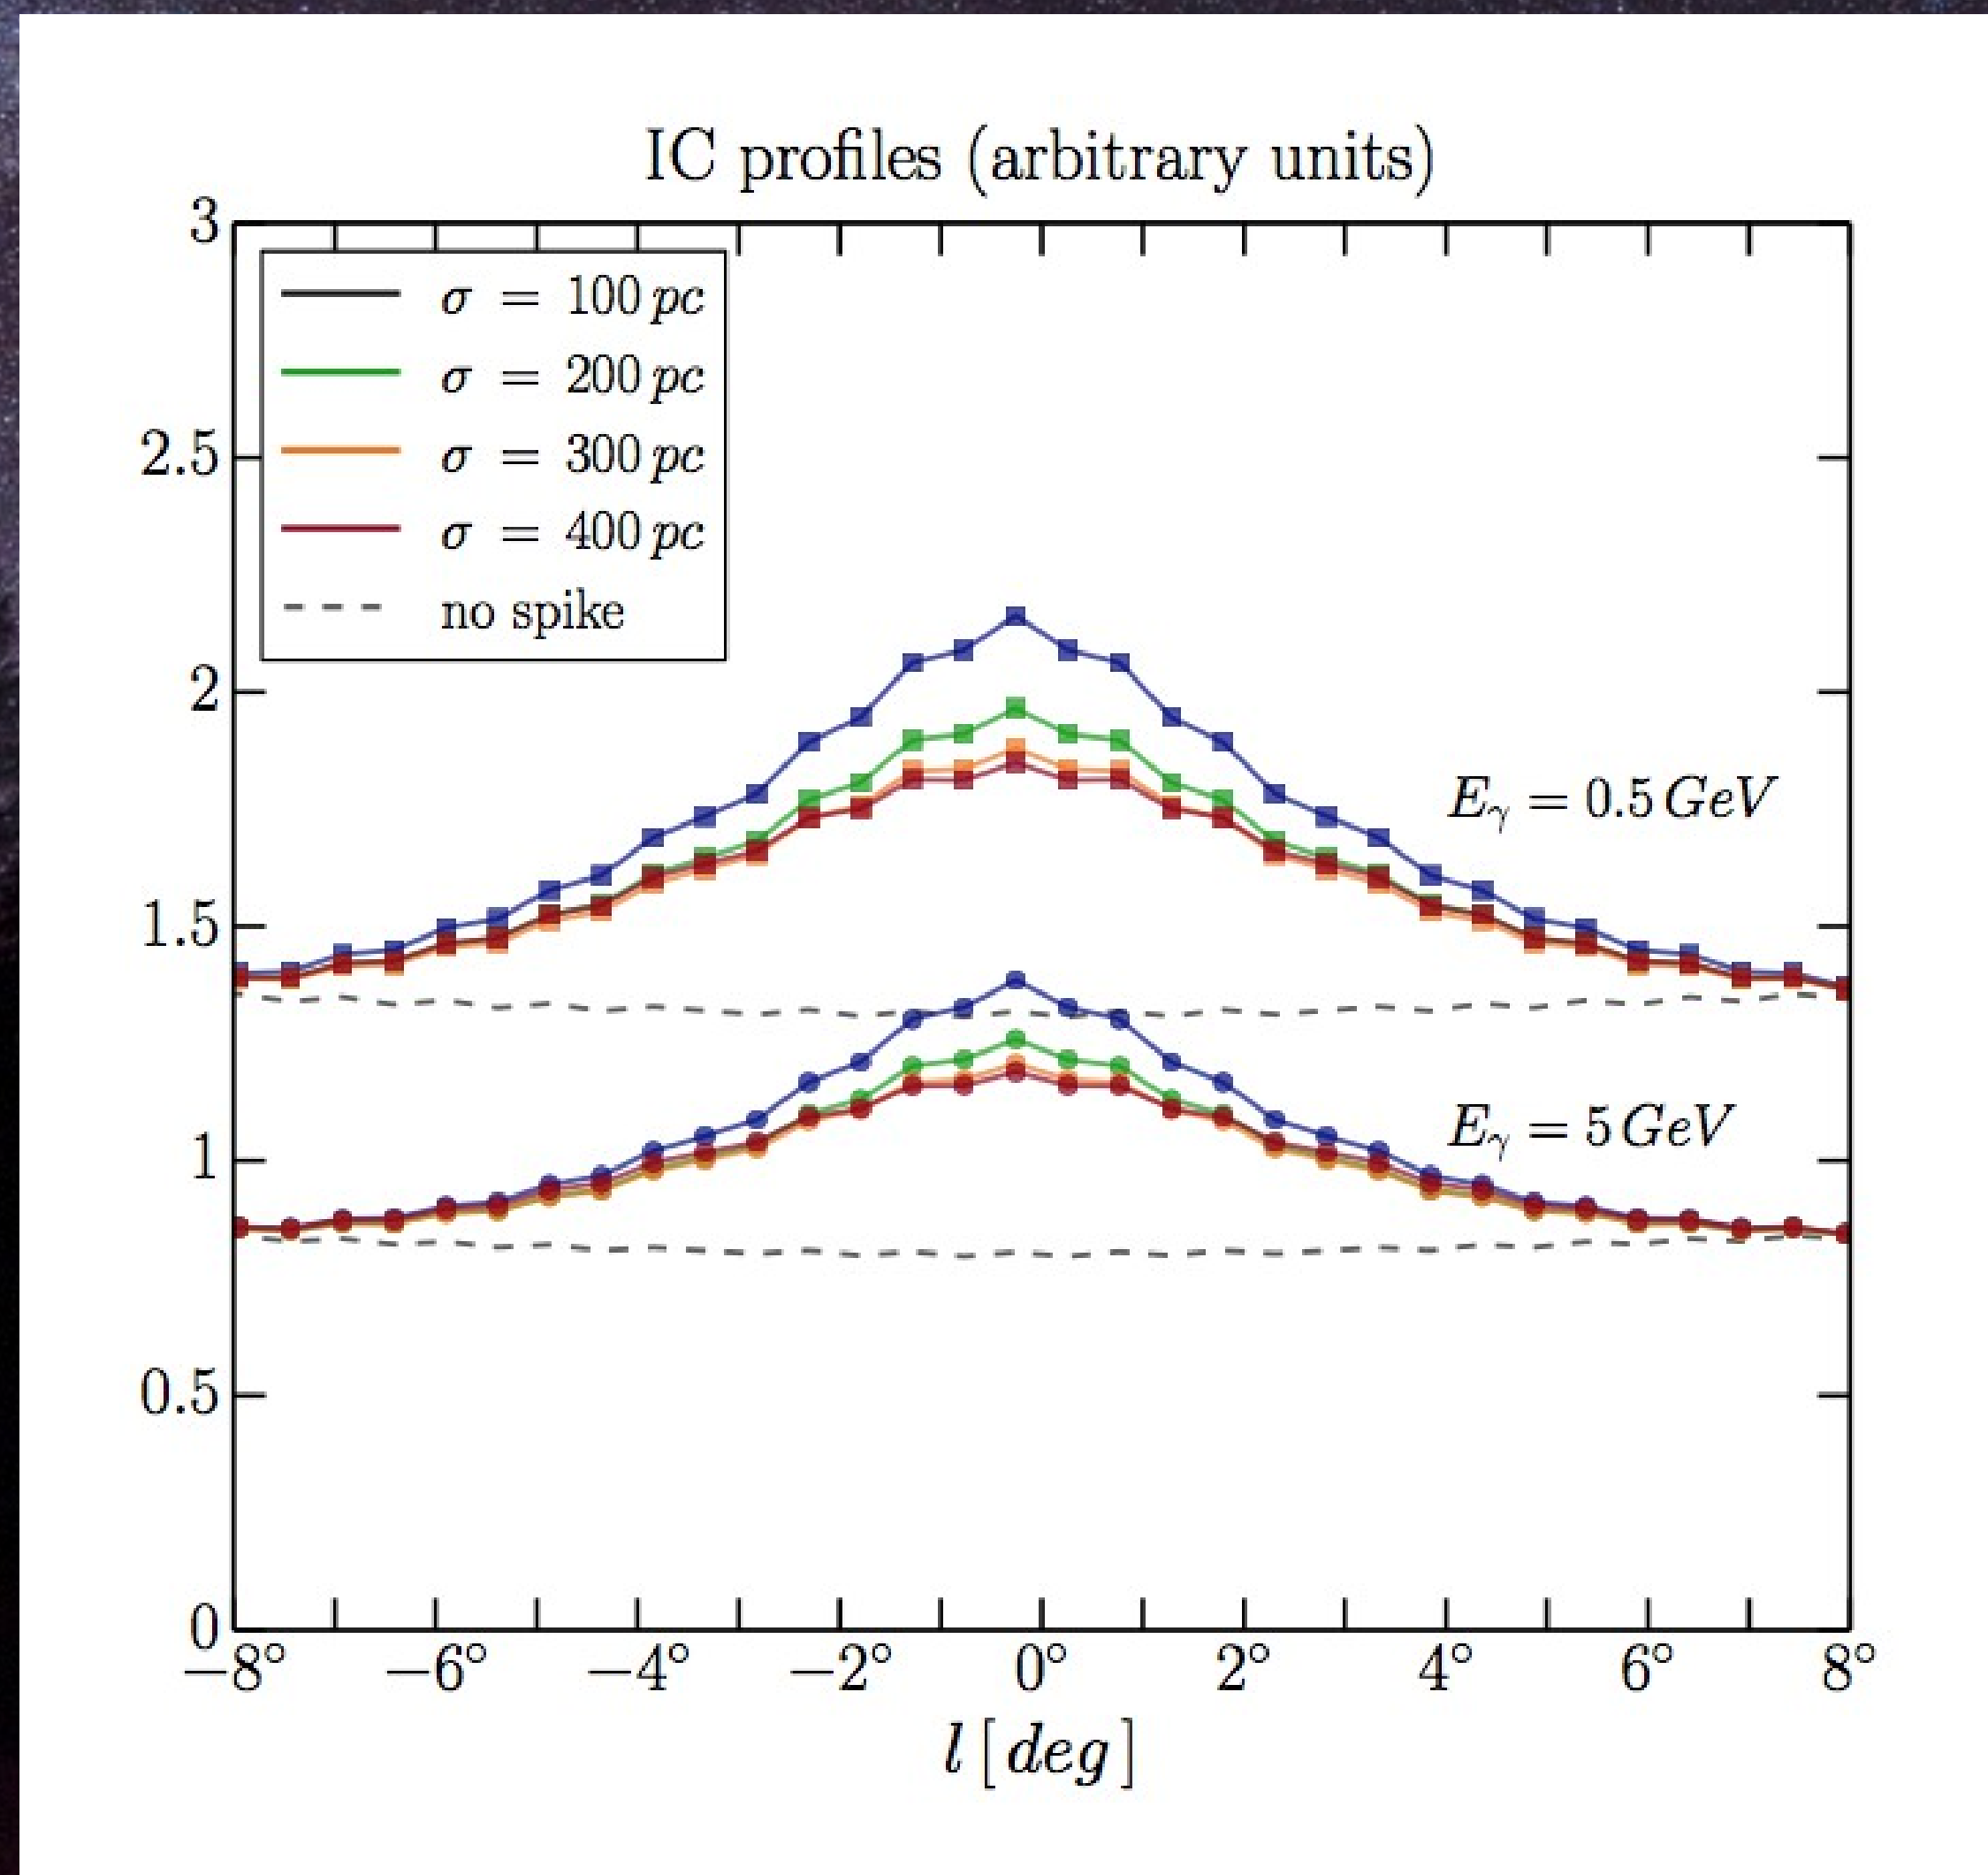 IC profiles (arbitrary units)
3
2.5
2
1.5
1
0.5
0
σ = 100 pc
σ = 200 pc
σ = 300 pc
σ = 400 pc
no spike
E_γ = 0.5 GeV
E_γ = 5 GeV
−8° −6° −4° −2° 0° 2° 4° 6° 8°
l [deg]